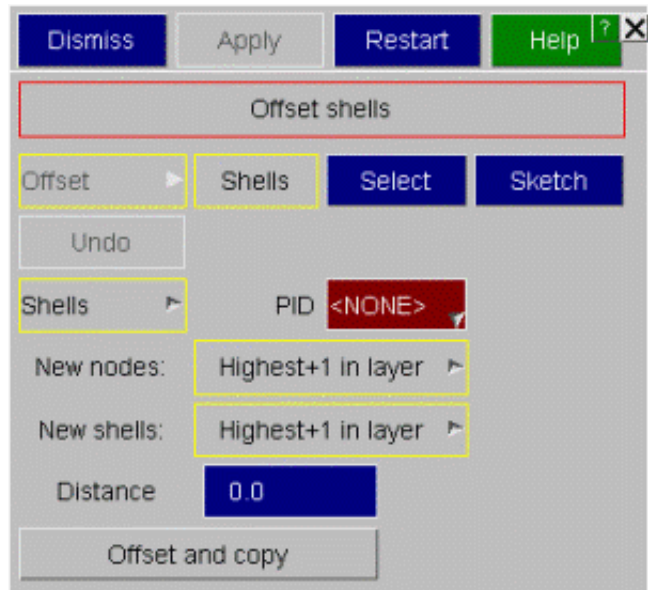 Dismiss Apply Restart Help ? X
Offset shells
Offset Shells Select Sketch
Undo
Shells PID <NONE>
New nodes: Highest+1 in layer
New shells: Highest+1 in layer
Distance 0.0
Offset and copy